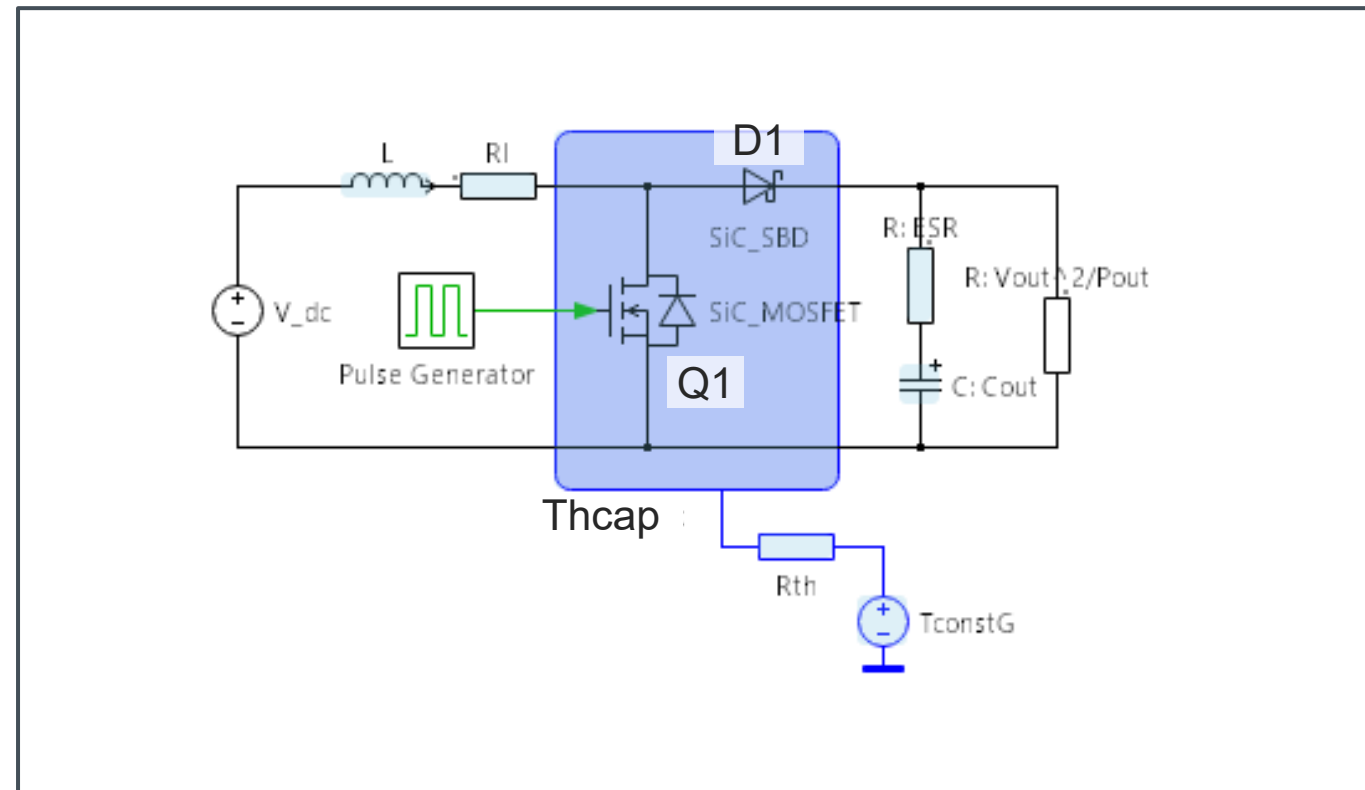 D1
L
Rl
SiC_SBD
R: ESR
R: Vout^2/Pout
V_dc
SiC_MOSFET
Pulse Generator
Q1
C: Cout
Thcap
Rth
TconstG